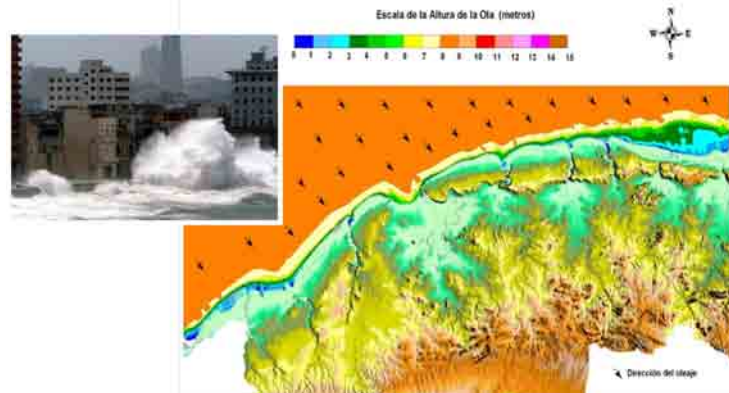 Escala de la Altura de la Ola (metros)
0 1 2 3 4 5 6 7 8 9 10 11 12 13 14 15
N
W E
S
Dirección del oleaje